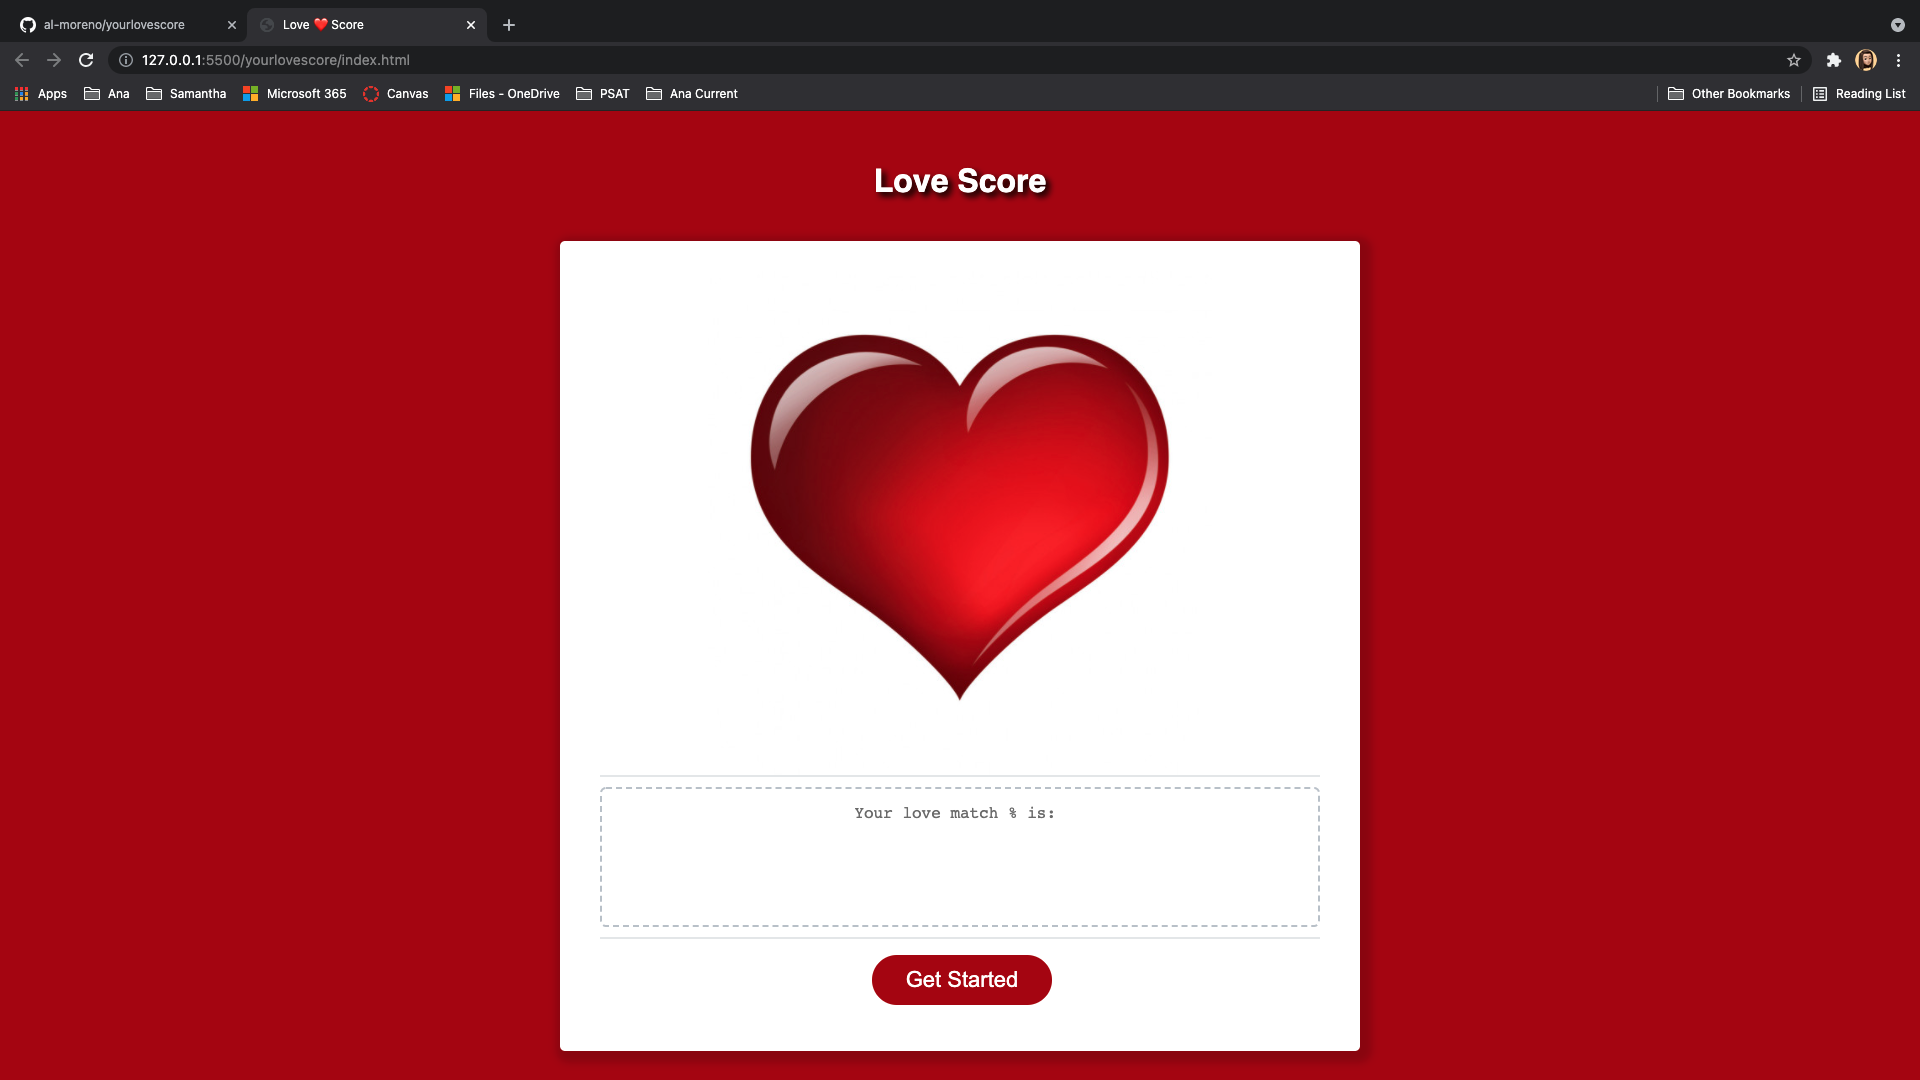 al-moreno/yourlovescore
Love ❤️ Score
127.0.0.1:5500/yourlovescore/index.html
Apps Ana Samantha Microsoft 365 Canvas Files - OneDrive PSAT Ana Current Other Bookmarks Reading List
Love Score
Your love match % is:
Get Started